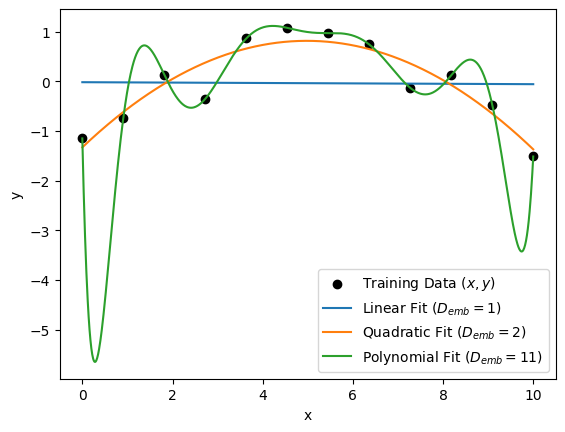 1
0
−1
−2
−3
−4
−5
y
0
2
4
6
8
10
x
Training Data (x, y)
Linear Fit (D_emb = 1)
Quadratic Fit (D_emb = 2)
Polynomial Fit (D_emb = 11)